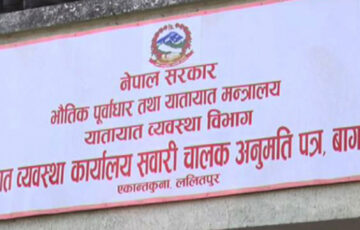 नेपाल सरकार
भौतिक पूर्वाधार तथा यातायात मन्त्रालय
यातायात व्यवस्था विभाग
व्यवस्था कार्यालय सवारी चालक अनुमति पत्र,
एकान्तकुना, ललितपुर